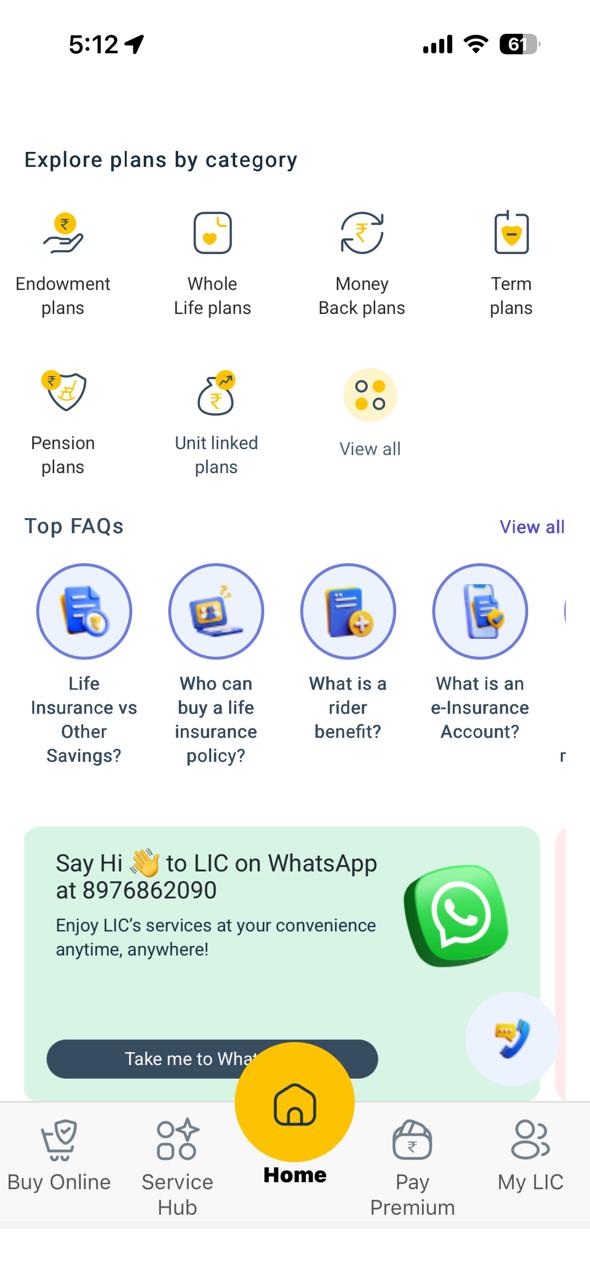 5:12
61
Explore plans by category
Endowment plans
Whole Life plans
Money Back plans
Term plans
Pension plans
Unit linked plans
View all
Top FAQs
View all
Life Insurance vs Other Savings?
Who can buy a life insurance policy?
What is a rider benefit?
What is an e-Insurance Account?
r
Say Hi 👋 to LIC on WhatsApp
at 8976862090
Enjoy LIC’s services at your convenience
anytime, anywhere!
Take me to
Buy Online
Service Hub
Home
Pay Premium
My LIC